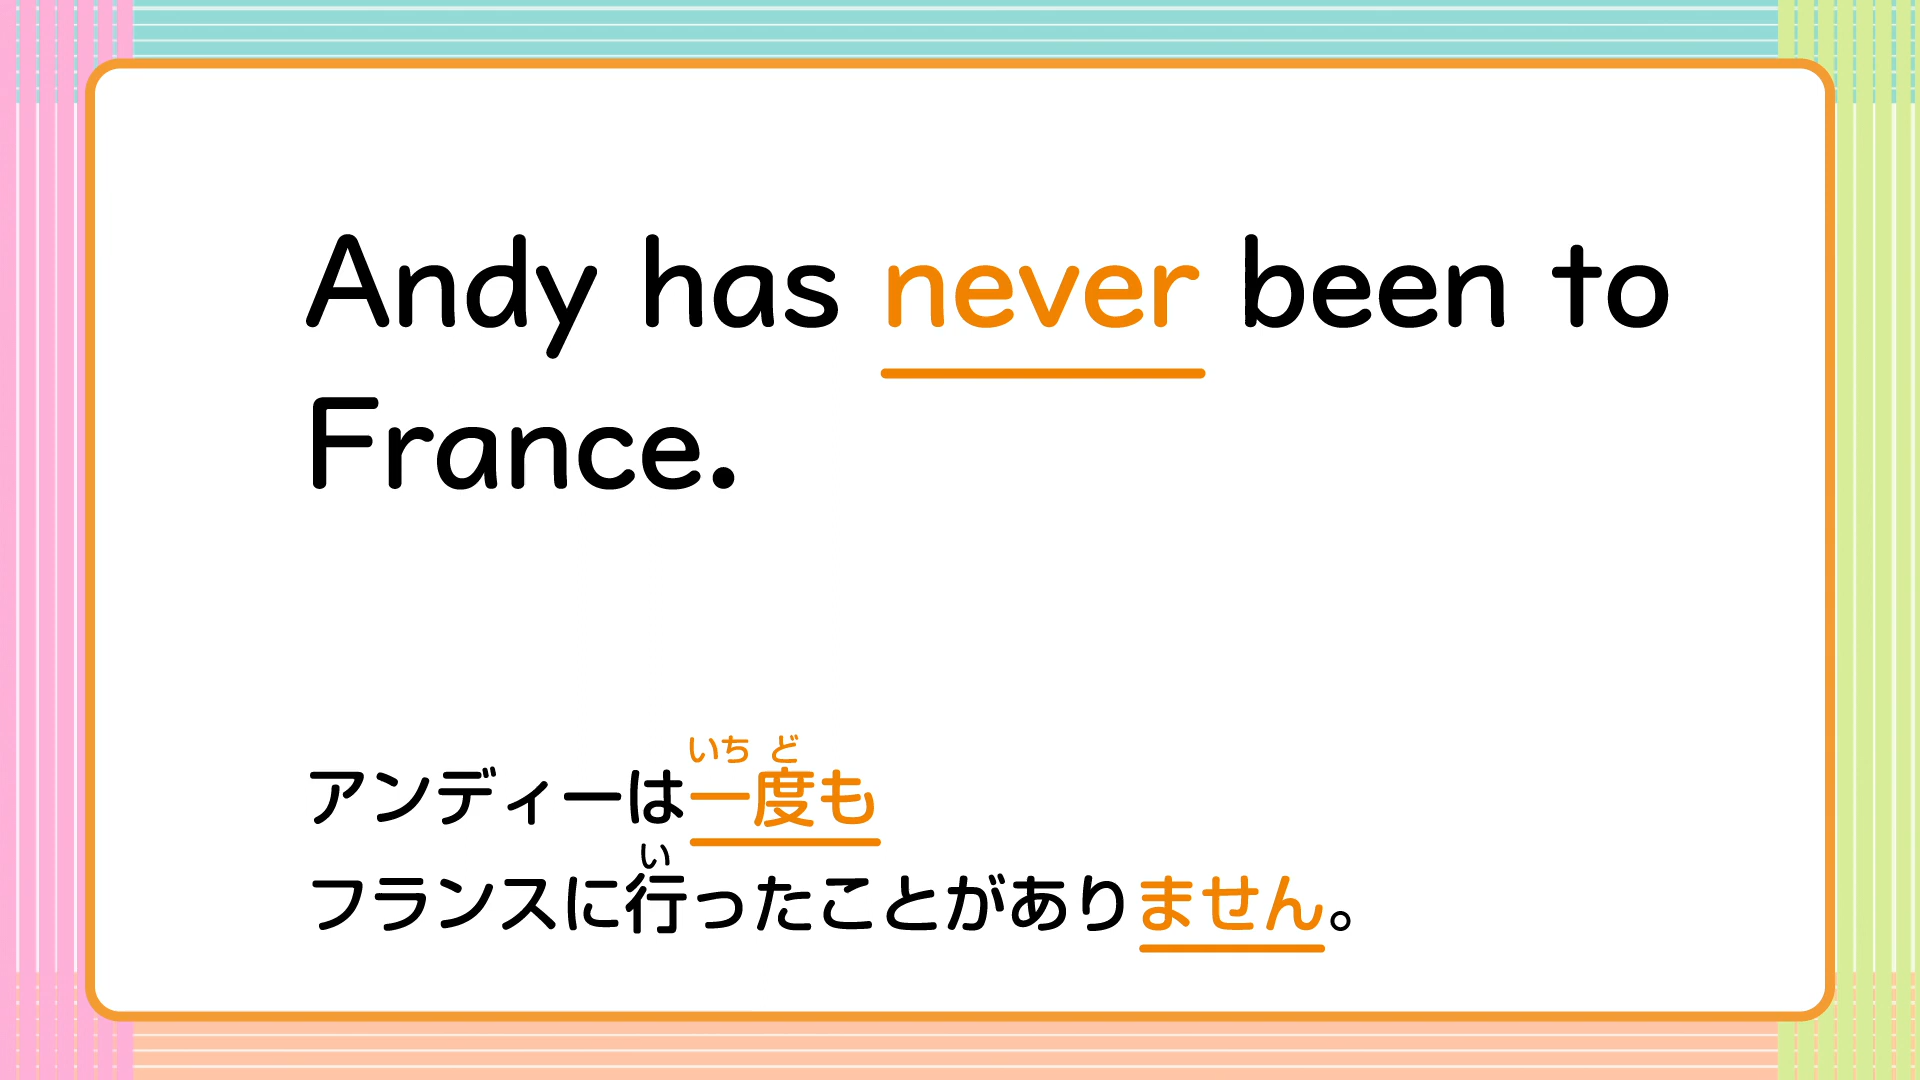 Andy has never been to
France.
いちど
アンディーは一度も
い
フランスに行ったことがありません。